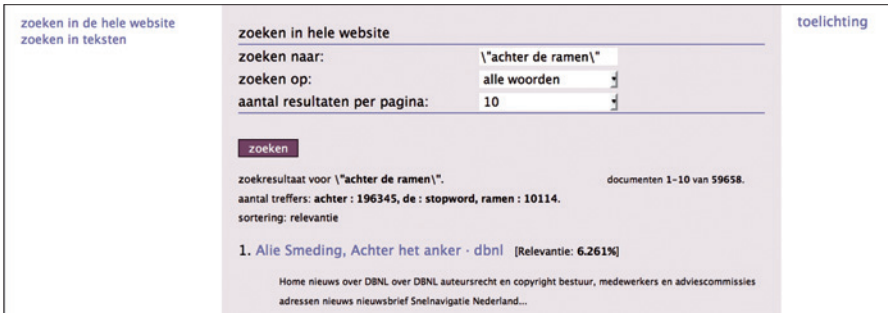 zoeken in de hele website
zoeken in teksten
zoeken in hele website
zoeken naar: \"achter de ramen\"
zoeken op: alle woorden
aantal resultaten per pagina: 10
zoeken
zoekresultaat voor \"achter de ramen\". documenten 1-10 van 59658.
aantal treffers: achter : 196345, de : stopword, ramen : 10114.
sortering: relevantie
1. Alie Smeding, Achter het anker · dbnl [Relevantie: 6.261%]
Home nieuws over DBNL over DBNL auteursrecht en copyright bestuur, medewerkers en adviescommissies
adressen nieuws nieuwsbrief Snelnavigatie Nederland...
toelichting